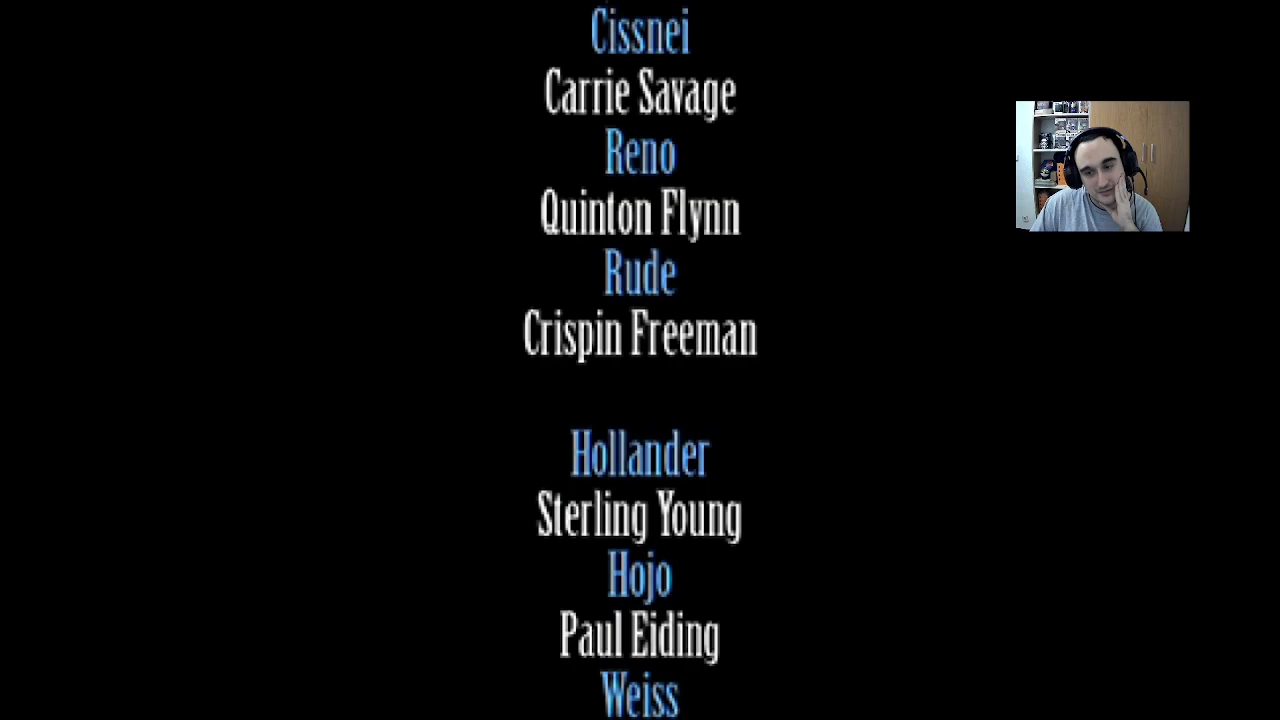 Cissnei
Carrie Savage
Reno
Quinton Flynn
Rude
Crispin Freeman
Hollander
Sterling Young
Hojo
Paul Eiding
Weiss